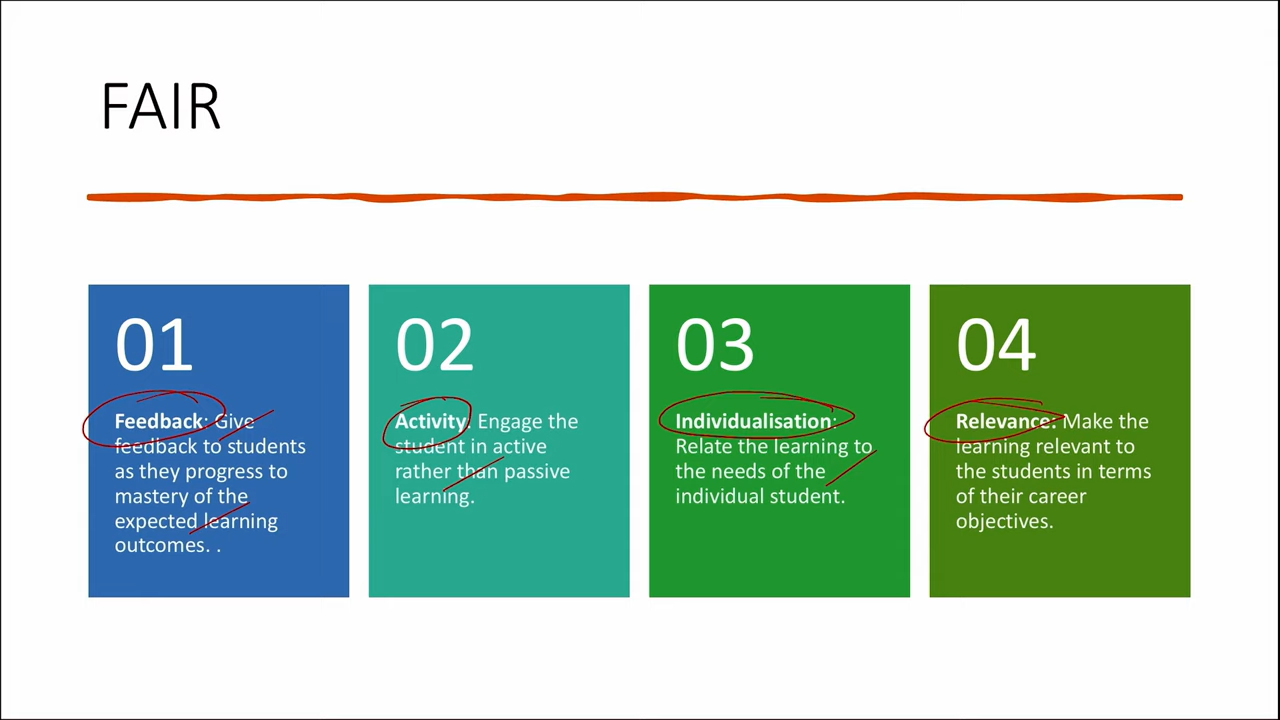 FAIR
01
Feedback: Give
feedback to students
as they progress to
mastery of the
expected learning
outcomes. .
02
Activity. Engage the
student in active
rather than passive
learning.
03
Individualisation:
Relate the learning to
the needs of the
individual student.
04
Relevance: Make the
learning relevant to
the students in terms
of their career
objectives.